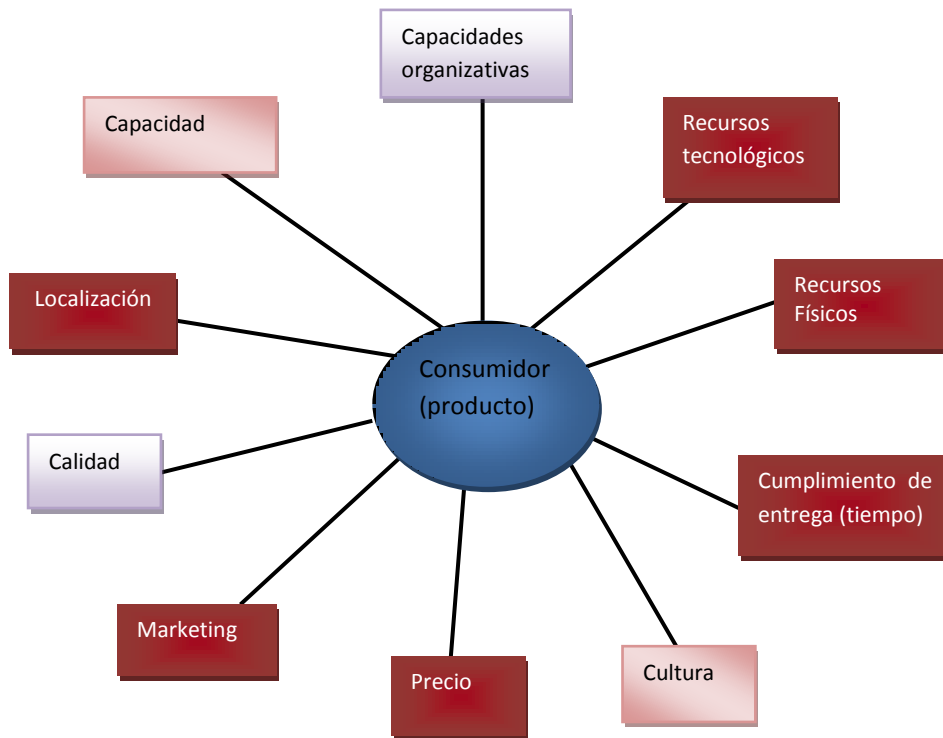 Capacidades
organizativas
Capacidad
Recursos
tecnológicos
Localización
Recursos
Físicos
Consumidor
(producto)
Calidad
Cumplimiento de
entrega (tiempo)
Marketing
Precio
Cultura